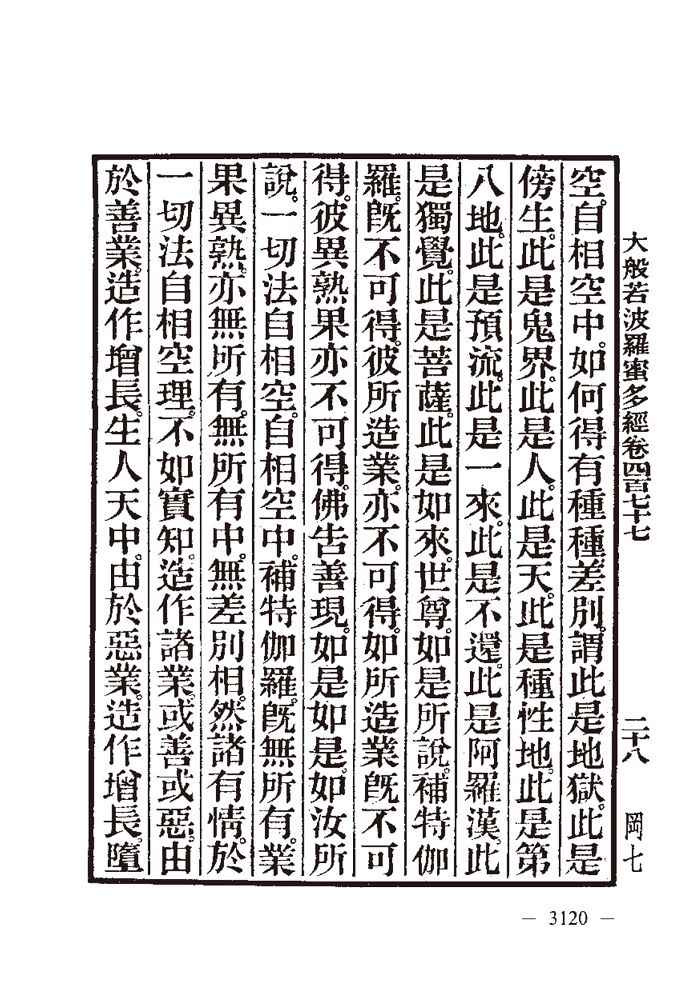 大般若波羅蜜多經卷四百七十七　二十八　岡七
空。自相空中。如何得有種種差別。謂此是地獄。此是
傍生。此是鬼界。此是人。此是天。此是種性地。此是第
八地。此是預流。此是一來。此是不還。此是阿羅漢。此
是獨覺。此是菩薩。此是如來。世尊。如是所說。補特伽
羅。旣不可得。彼所造業。亦不可得。如所造業旣不可
得。彼異熟果亦不可得。佛告善現。如是如是。如汝所
說。一切法自相空。自相空中。補特伽羅。旣無所有。業
果異熟。亦無所有。無所有中。無差別相。然諸有情。於
一切法自相空理。不如實知。造作諸業。或善或惡。由
於善業。造作增長。生人天中。由於惡業。造作增長。墮
— 3120 —